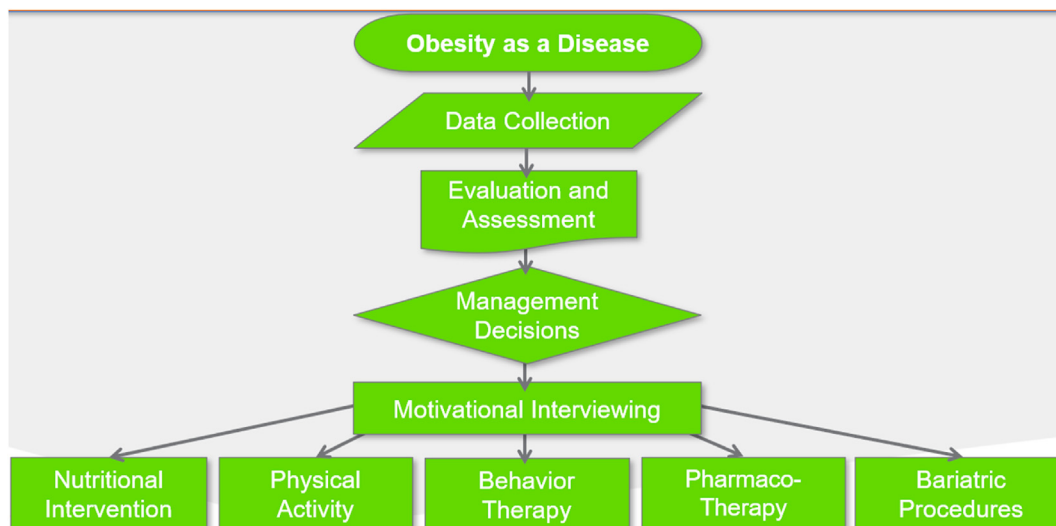 Obesity as a Disease
Data Collection
Evaluation and
Assessment
Management
Decisions
Motivational Interviewing
Nutritional
Intervention
Physical
Activity
Behavior
Therapy
Pharmaco-
Therapy
Bariatric
Procedures